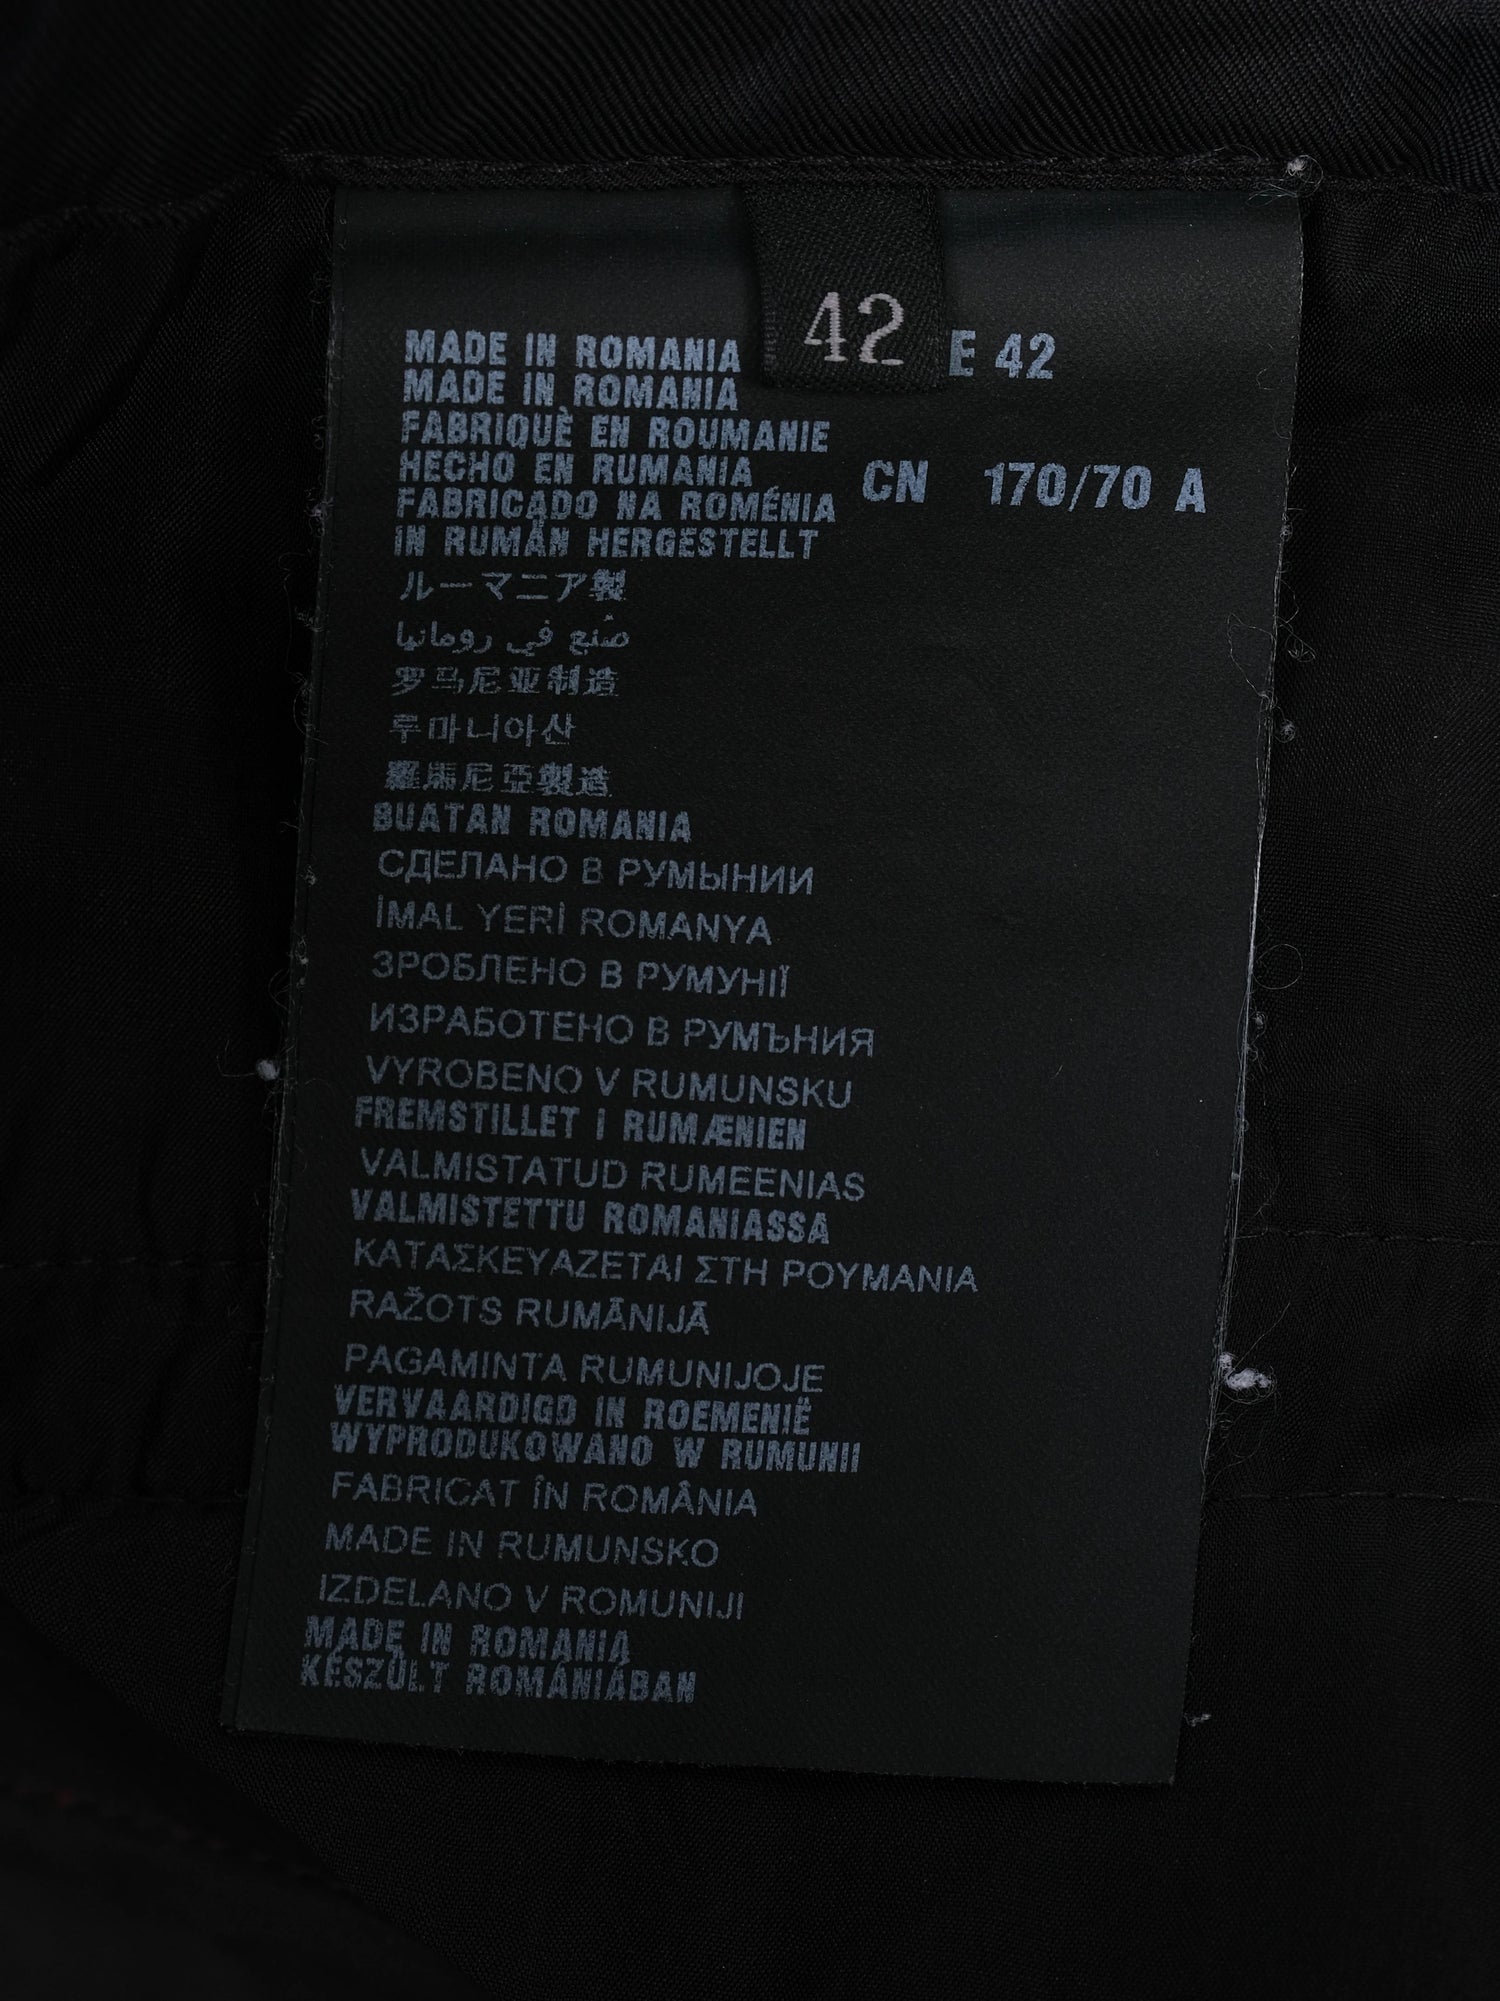 42
E 42
MADE IN ROMANIA
MADE IN ROMANIA
FABRIQUÈ EN ROUMANIE
HECHO EN RUMANIA
CN 170/70 A
FABRICADO NA ROMÉNIA
IN RUMÄN HERGESTELLT
ルーマニア製
صُنع في رومانيا
罗马尼亚制造
루마니아산
羅馬尼亞製造
BUATAN ROMANIA
СДЕЛАНО В РУМЫНИИ
İMAL YERİ ROMANYA
ЗРОБЛЕНО В РУМУНІЇ
ИЗРАБОТЕНО В РУМЪНИЯ
VYROBENO V RUMUNSKU
FREMSTILLET I RUMÆNIEN
VALMISTATUD RUMEENIAS
VALMISTETTU ROMANIASSA
ΚΑΤΑΣΚΕΥΑΖΕΤΑΙ ΣΤΗ ΡΟΥΜΑΝΙΑ
RAŽOTS RUMĀNIJĀ
PAGAMINTA RUMUNIJOJE
VERVAARDIGD IN ROEMENIË
WYPRODUKOWANO W RUMUNII
FABRICAT ÎN ROMÂNIA
MADE IN RUMUNSKO
IZDELANO V ROMUNIJI
MADE IN ROMANIA
KÉSZÜLT ROMÁNIÁBAN